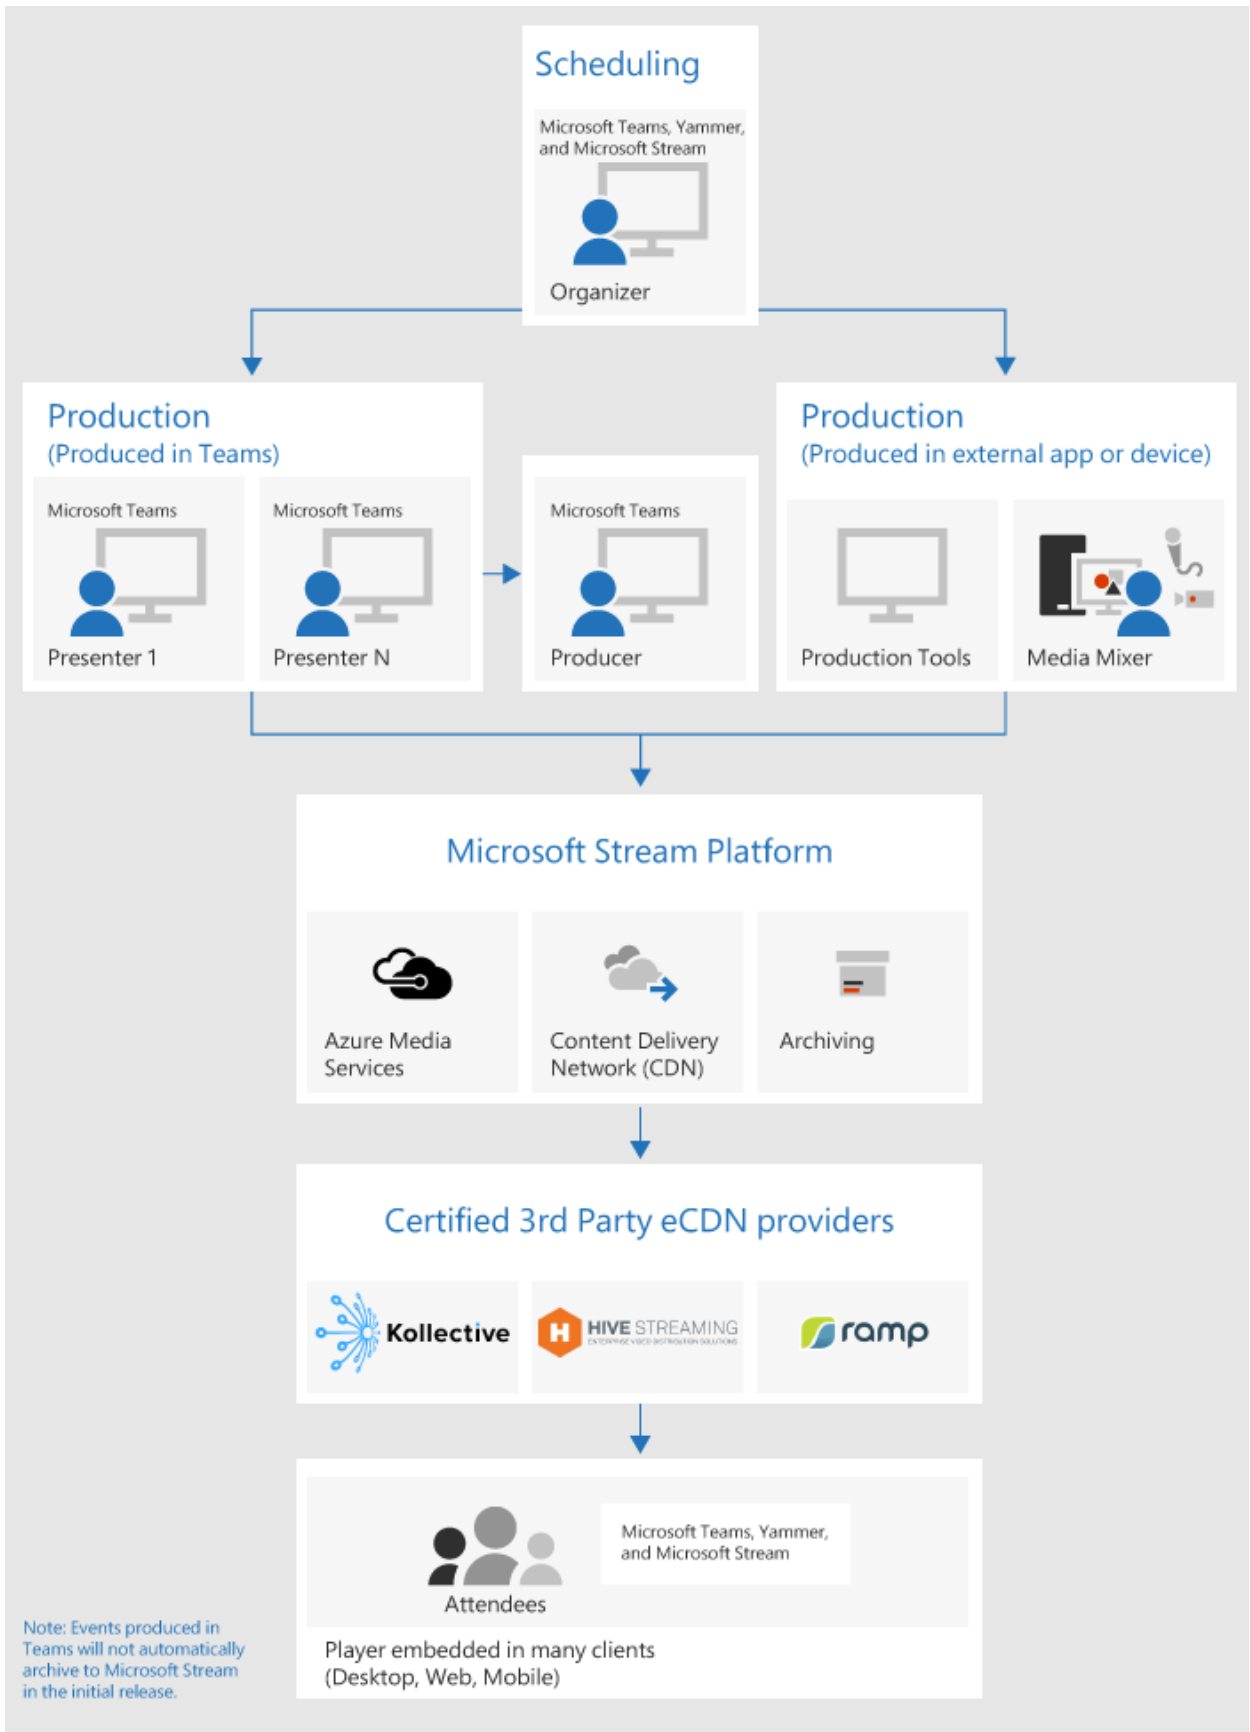 Scheduling
Microsoft Teams, Yammer,
and Microsoft Stream
Organizer
Production
(Produced in Teams)
Microsoft Teams
Presenter 1
Microsoft Teams
Presenter N
Microsoft Teams
Producer
Production
(Produced in external app or device)
Production Tools
Media Mixer
Microsoft Stream Platform
Azure Media
Services
Content Delivery
Network (CDN)
Archiving
Certified 3rd Party eCDN providers
Kollective
H HIVE STREAMING
ENTERPRISE VIDEO DISTRIBUTION SOLUTIONS
ramp
Microsoft Teams, Yammer,
and Microsoft Stream
Attendees
Player embedded in many clients
(Desktop, Web, Mobile)
Note: Events produced in
Teams will not automatically
archive to Microsoft Stream
in the initial release.